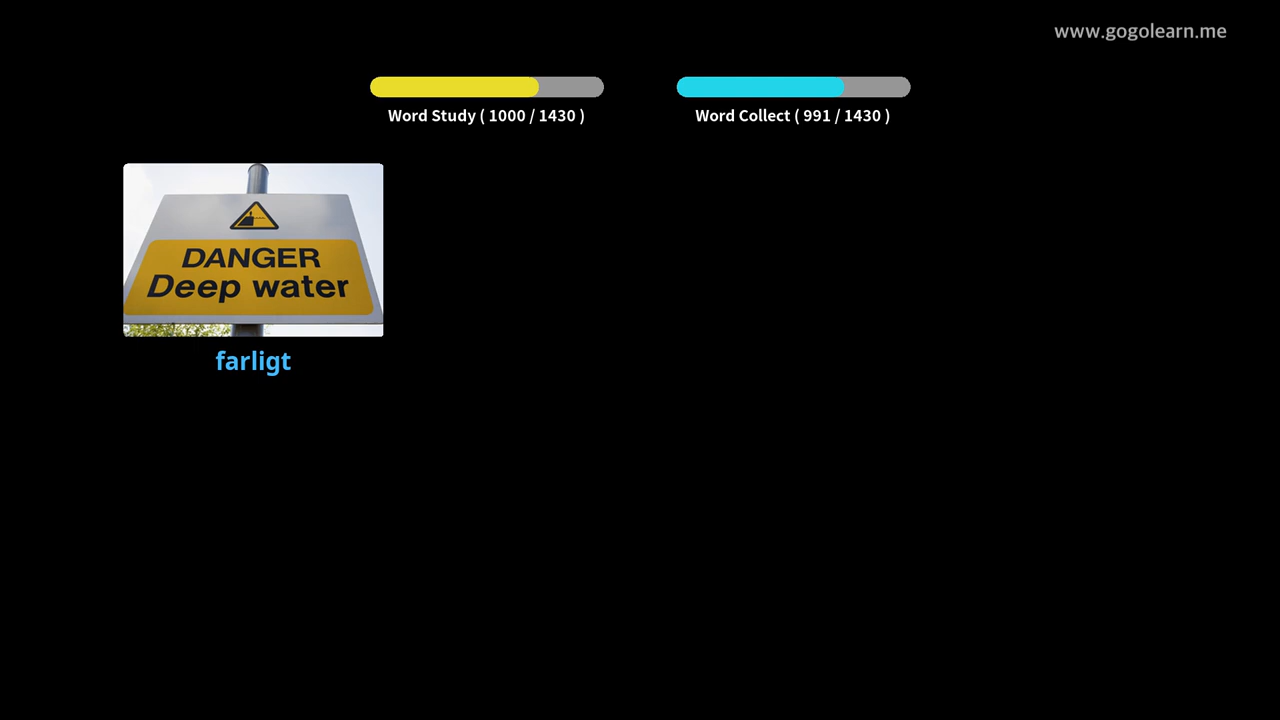 www.gogolearn.me
Word Study ( 1000 / 1430 )
Word Collect ( 991 / 1430 )
DANGER
Deep water
farligt